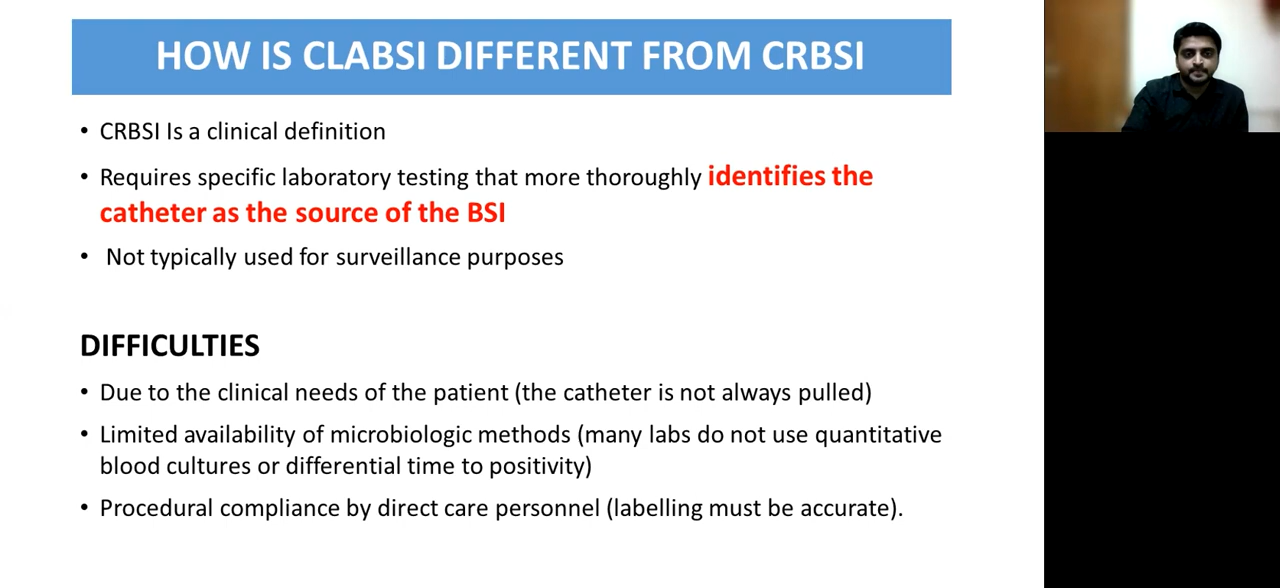 HOW IS CLABSI DIFFERENT FROM CRBSI
• CRBSI Is a clinical definition
• Requires specific laboratory testing that more thoroughly identifies the
catheter as the source of the BSI
• Not typically used for surveillance purposes
DIFFICULTIES
• Due to the clinical needs of the patient (the catheter is not always pulled)
• Limited availability of microbiologic methods (many labs do not use quantitative
blood cultures or differential time to positivity)
• Procedural compliance by direct care personnel (labelling must be accurate).